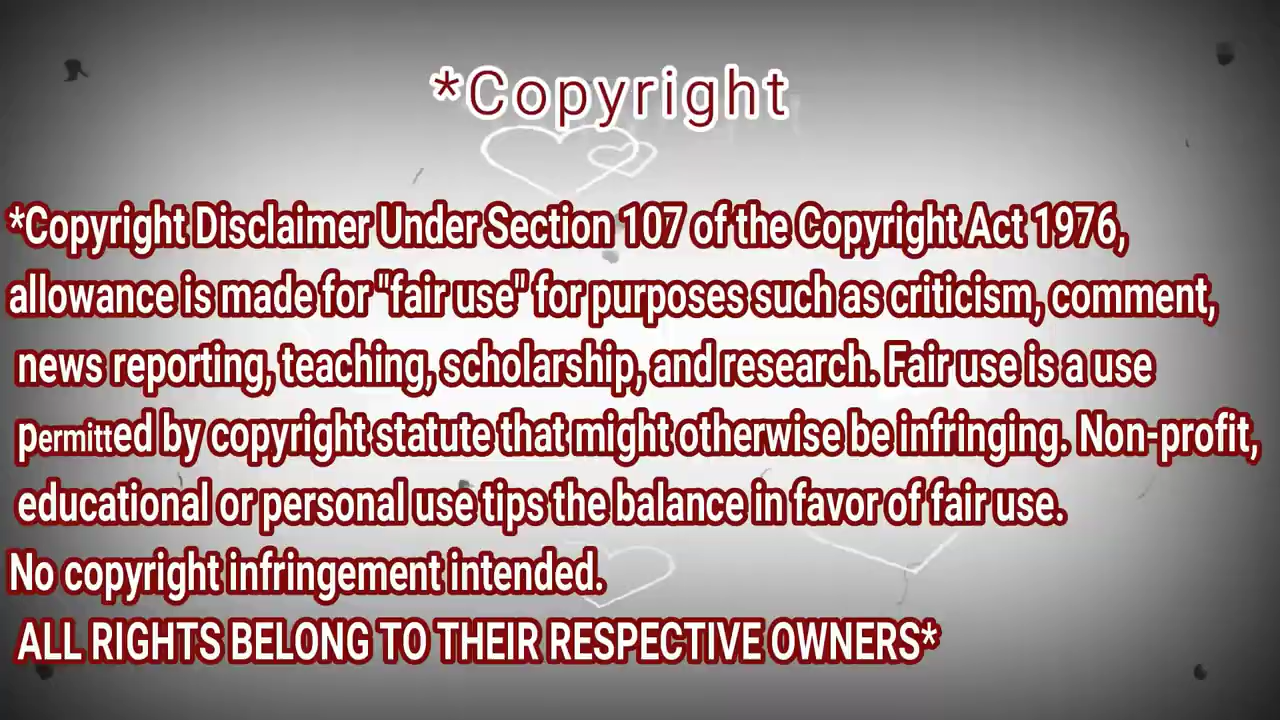 *Copyright
*Copyright Disclaimer Under Section 107 of the Copyright Act 1976,
allowance is made for "fair use" for purposes such as criticism, comment,
news reporting, teaching, scholarship, and research. Fair use is a use
permitted by copyright statute that might otherwise be infringing. Non-profit,
educational or personal use tips the balance in favor of fair use.
No copyright infringement intended.
ALL RIGHTS BELONG TO THEIR RESPECTIVE OWNERS*